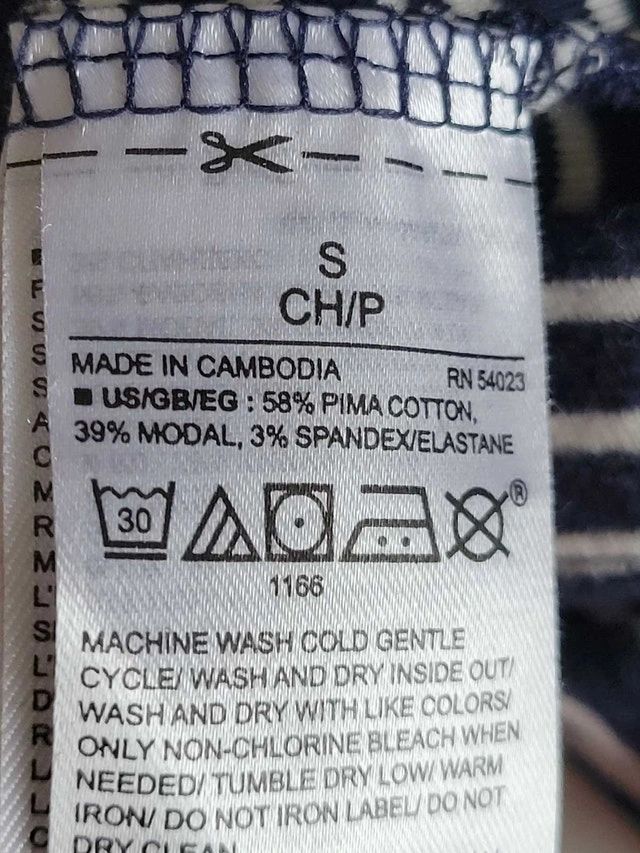 S
CH/P
MADE IN CAMBODIA RN 54023
US/GB/EG : 58% PIMA COTTON,
39% MODAL, 3% SPANDEX/ELASTANE
30
®
1166
MACHINE WASH COLD GENTLE
CYCLE/ WASH AND DRY INSIDE OUT/
WASH AND DRY WITH LIKE COLORS/
ONLY NON-CHLORINE BLEACH WHEN
NEEDED/ TUMBLE DRY LOW/ WARM
IRON/ DO NOT IRON LABEL/ DO NOT
DRY CLEAN